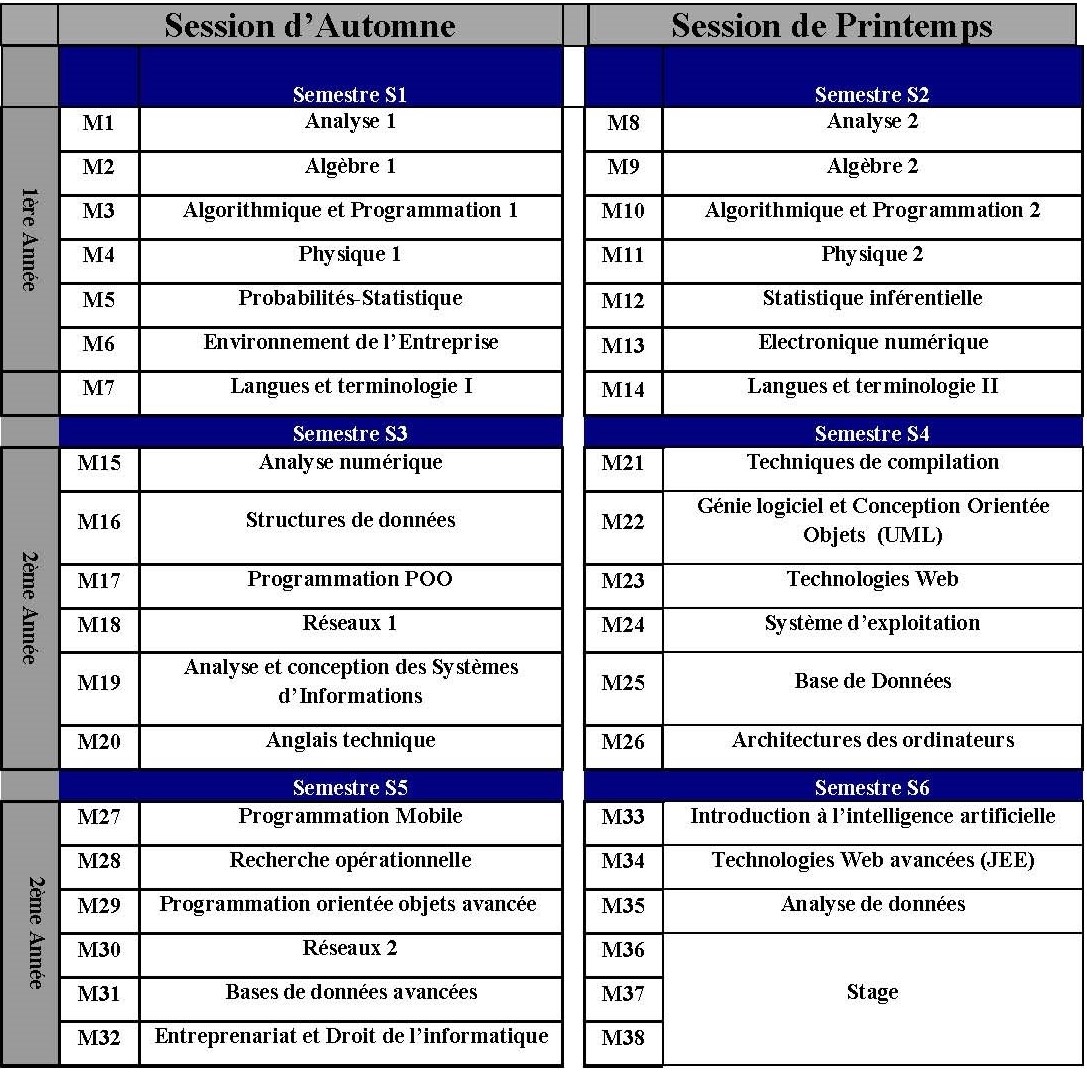 Session d'Automne Session de Printemps
Semestre S1 Semestre S2
1ère Année
M1 Analyse 1 M8 Analyse 2
M2 Algèbre 1 M9 Algèbre 2
M3 Algorithmique et Programmation 1 M10 Algorithmique et Programmation 2
M4 Physique 1 M11 Physique 2
M5 Probabilités-Statistique M12 Statistique inférentielle
M6 Environnement de l'Entreprise M13 Electronique numérique
M7 Langues et terminologie I M14 Langues et terminologie II
Semestre S3 Semestre S4
2ème Année
M15 Analyse numérique M21 Techniques de compilation
M16 Structures de données M22 Génie logiciel et Conception Orientée
Objets (UML)
M17 Programmation POO M23 Technologies Web
M18 Réseaux 1 M24 Système d'exploitation
M19 Analyse et conception des Systèmes
d'Informations M25 Base de Données
M20 Anglais technique M26 Architectures des ordinateurs
Semestre S5 Semestre S6
2ème Année
M27 Programmation Mobile M33 Introduction à l'intelligence artificielle
M28 Recherche opérationnelle M34 Technologies Web avancées (JEE)
M29 Programmation orientée objets avancée M35 Analyse de données
M30 Réseaux 2 M36
M31 Bases de données avancées M37 Stage
M32 Entreprenariat et Droit de l'informatique M38